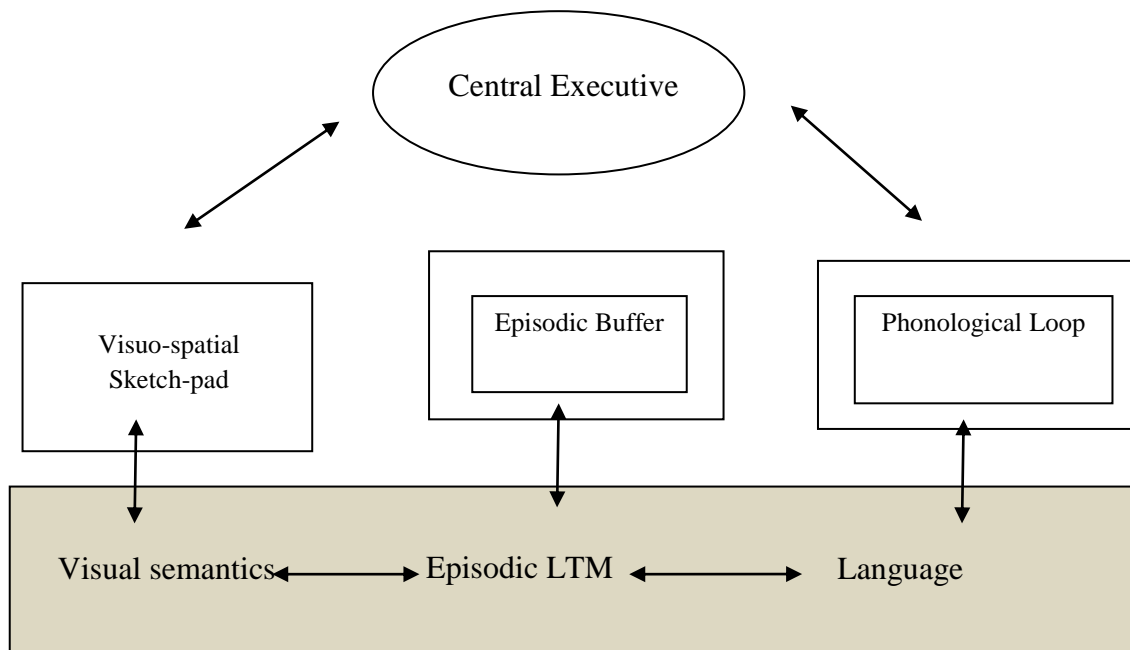 Central Executive
Visuo-spatial
Sketch-pad
Episodic Buffer
Phonological Loop
Visual semantics
Episodic LTM
Language